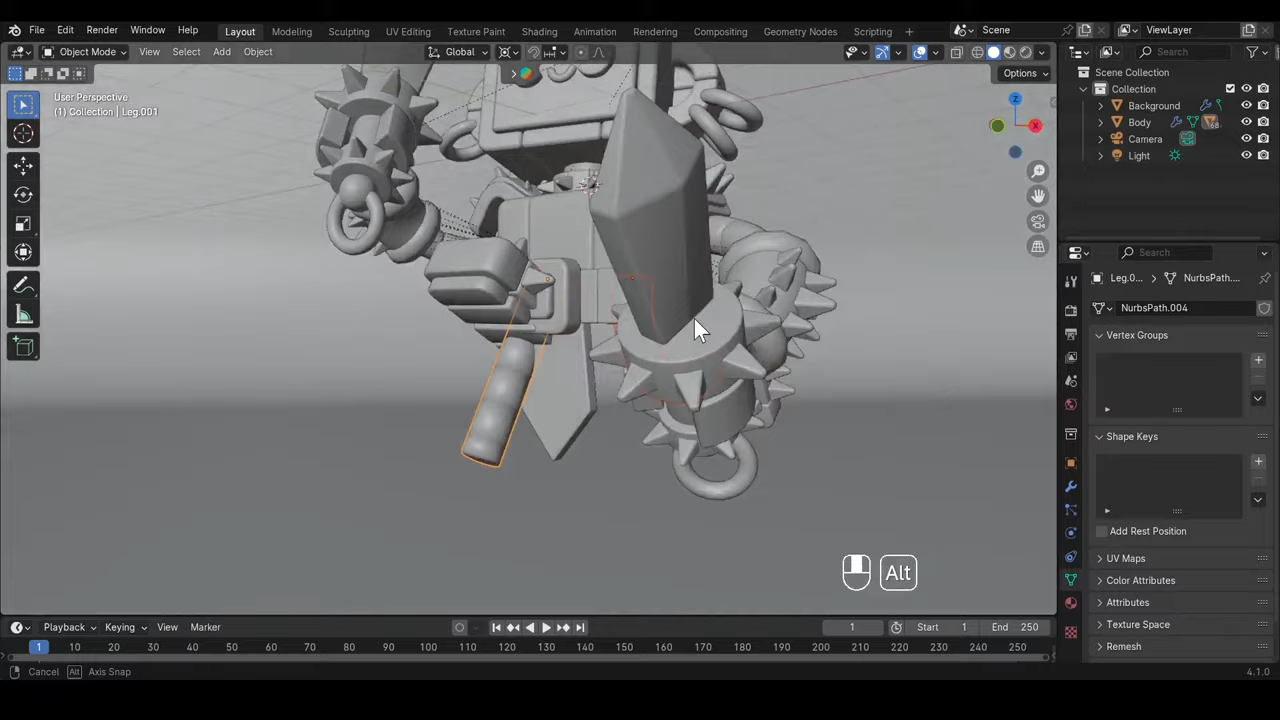 File Edit Render Window Help Layout Modeling Sculpting UV Editing Texture Paint Shading Animation Rendering Compositing Geometry Nodes Scripting Scene ViewLayer
Object Mode View Select Add Object Global Search
Options
Scene Collection
User Perspective
Collection
(1) Collection | Leg.001
Background
Body
Camera
Light
Z
X
Search
Leg.0... NurbsPath....
NurbsPath.004
Vertex Groups
Shape Keys
Add Rest Position
UV Maps
Alt
Color Attributes
Attributes
Playback Keying View Marker 1 Start 1 End 250
Texture Space
1 10 20 30 40 50 60 70 80 90 100 110 120 130 140 150 160 170 180 190 200 210 220 230 240 250
Remesh
Cancel Alt Axis Snap 4.1.0